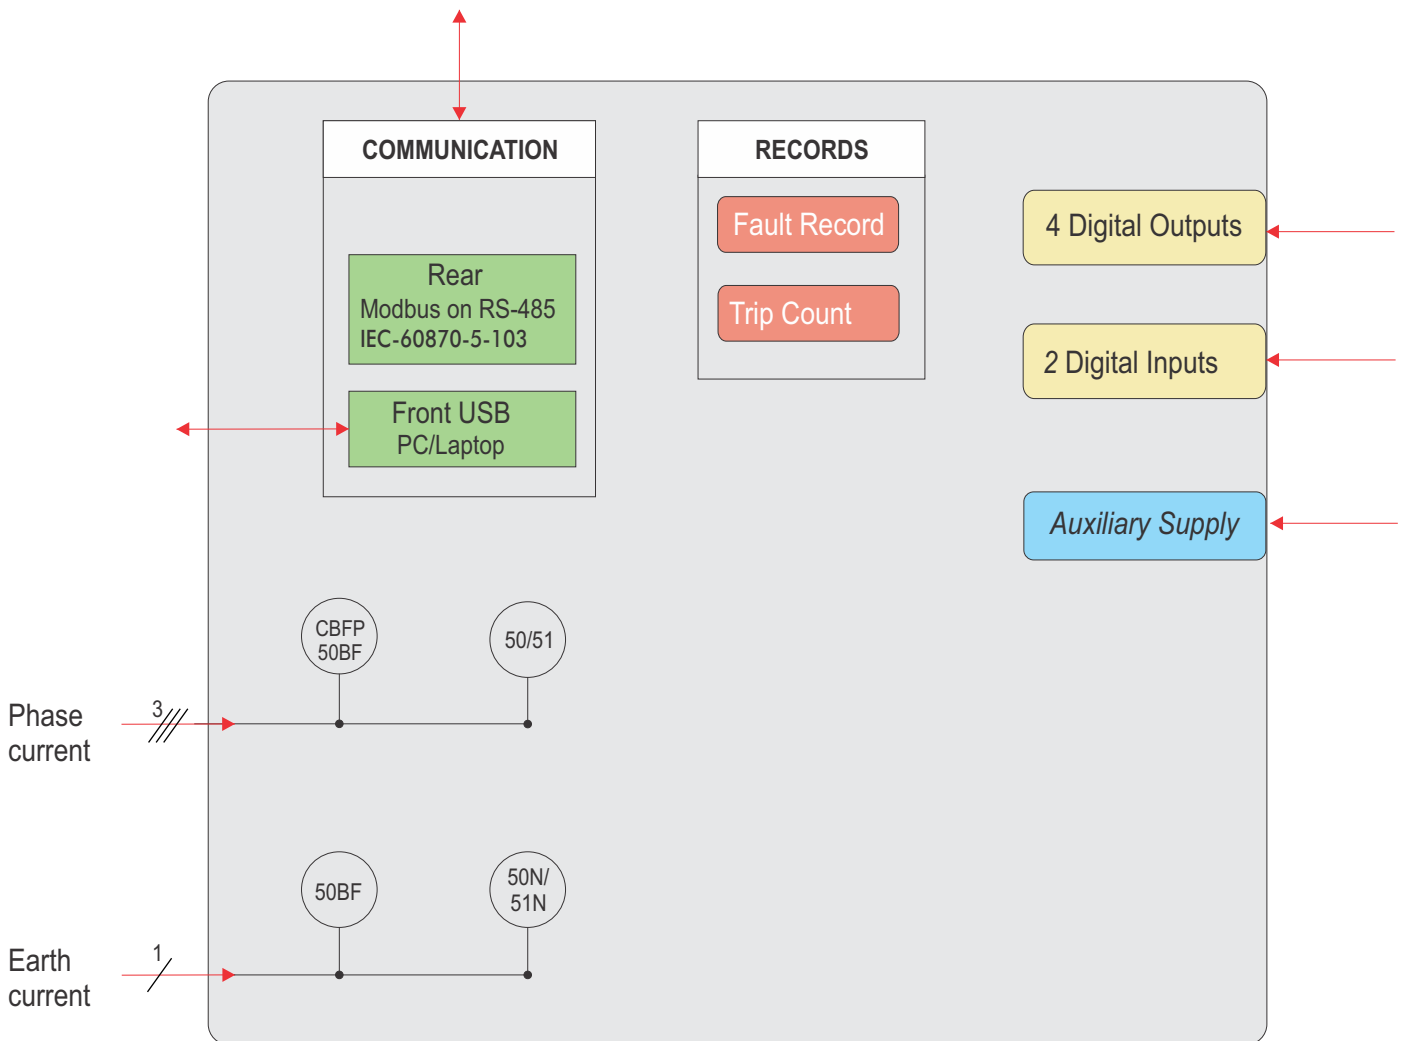 COMMUNICATION
Rear
Modbus on RS-485
IEC-60870-5-103
Front USB
PC/Laptop
RECORDS
Fault Record
Trip Count
4 Digital Outputs
2 Digital Inputs
Auxiliary Supply
CBFP
50BF
50/51
Phase
current
3
50BF
50N/
51N
Earth
current
1